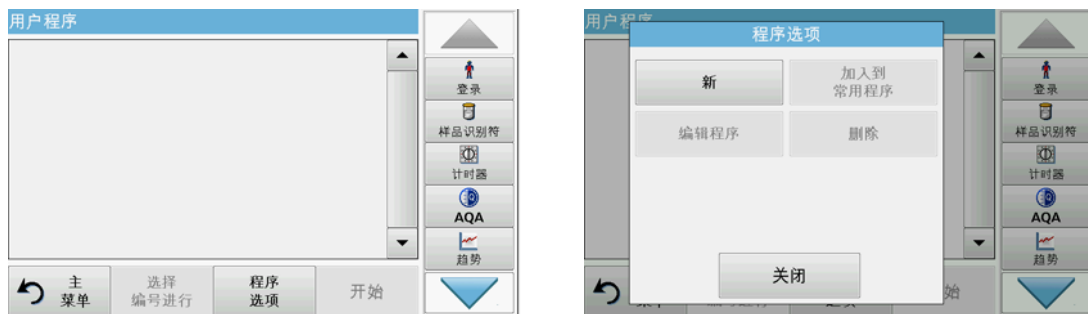 用户程序
登录
样品识别符
计时器
AQA
趋势
主
菜单
选择
编号进行
程序
选项
开始
用户程序
程序选项
新
加入到
常用程序
编辑程序
删除
关闭
登录
样品识别符
计时器
AQA
趋势